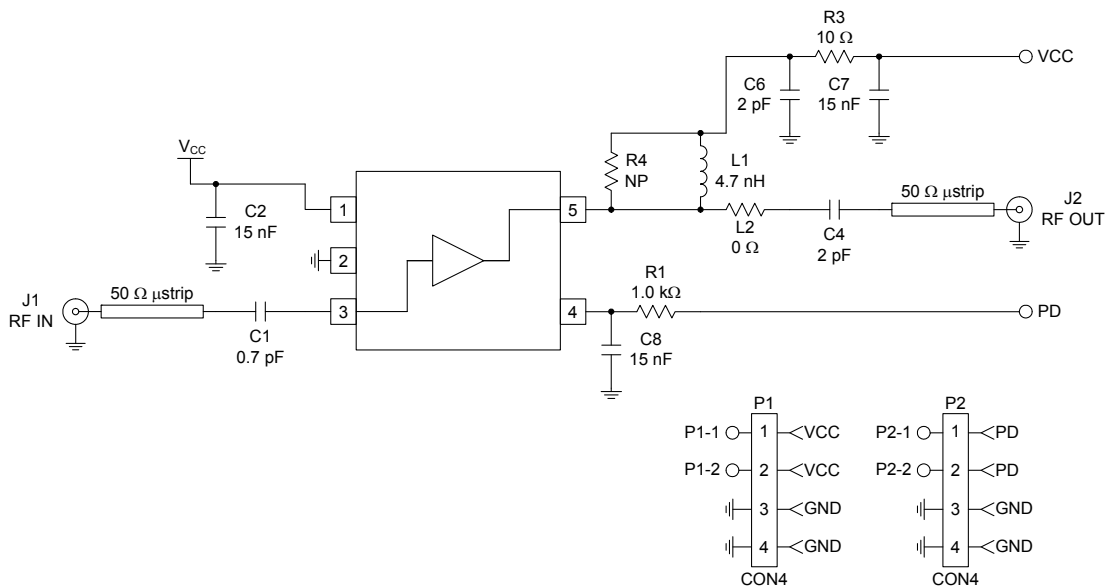 R3
10 Ω
VCC
C6
2 pF
C7
15 nF
VCC
R4
NP
L1
4.7 nH
C2
15 nF
1
5
50 Ω µstrip
J2
RF OUT
L2
0 Ω
C4
2 pF
2
R1
1.0 kΩ
J1
RF IN
50 Ω µstrip
3
4
PD
C1
0.7 pF
C8
15 nF
P1
P2
P1-1 1 VCC
P2-1 1 PD
P1-2 2 VCC
P2-2 2 PD
3 GND
3 GND
4 GND
4 GND
CON4
CON4